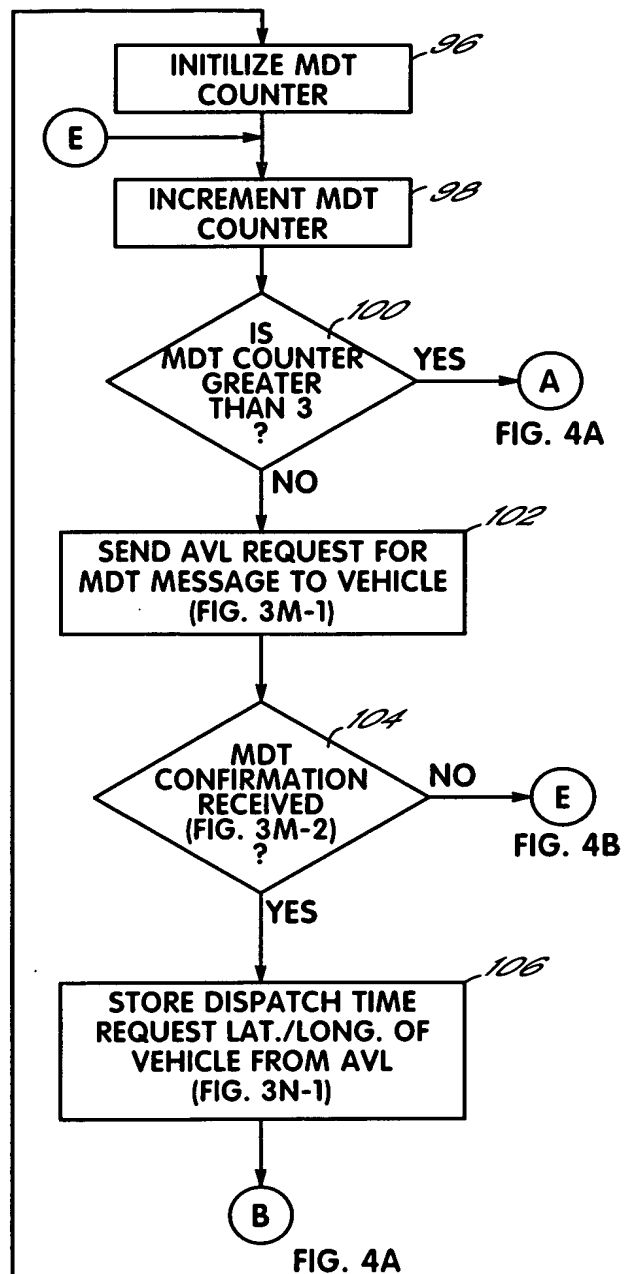 96
INITILIZE MDT
COUNTER
E
98
INCREMENT MDT
COUNTER
100
IS
MDT COUNTER
GREATER
THAN 3
?
YES
A
FIG. 4A
NO
102
SEND AVL REQUEST FOR
MDT MESSAGE TO VEHICLE
(FIG. 3M-1)
104
MDT
CONFIRMATION
RECEIVED
(FIG. 3M-2)
?
NO
E
FIG. 4B
YES
106
STORE DISPATCH TIME
REQUEST LAT./LONG. OF
VEHICLE FROM AVL
(FIG. 3N-1)
B
FIG. 4A